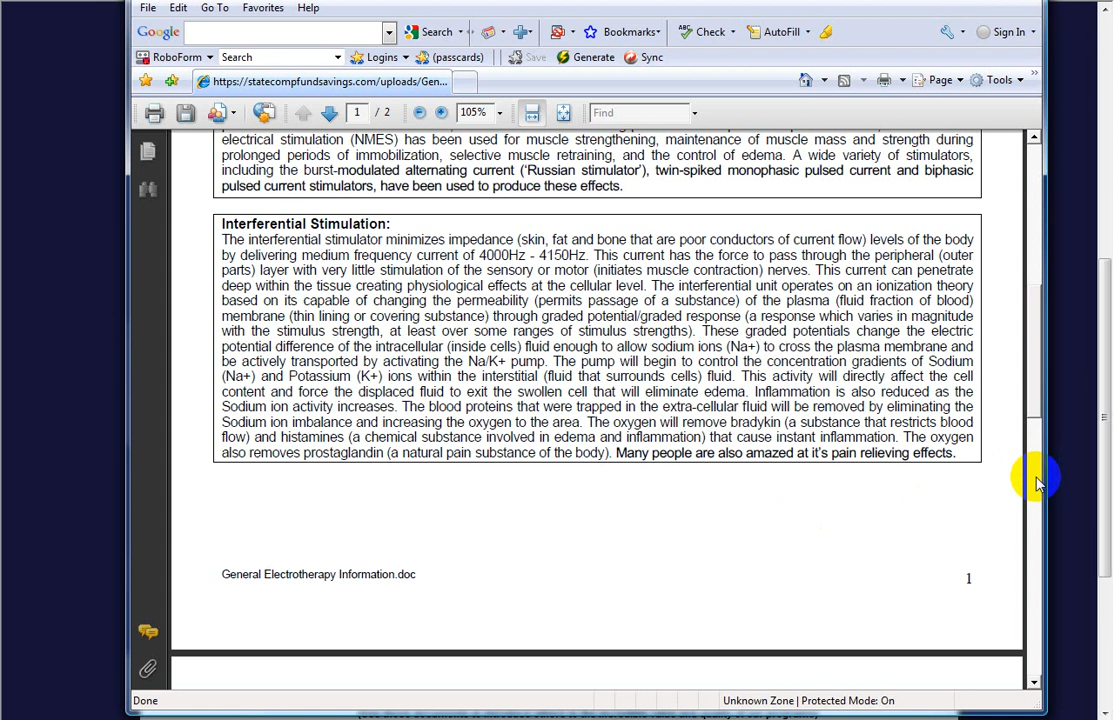 File Edit Go To Favorites Help
Google Search Bookmarks Check AutoFill Sign In
RoboForm Search Logins (passcards) Save Generate Sync
https://statecompfundsavings.com/uploads/Gen... Page Tools
1 / 2 105% Find
electrical stimulation (NMES) has been used for muscle strengthening, maintenance of muscle mass and strength during
prolonged periods of immobilization, selective muscle retraining, and the control of edema. A wide variety of stimulators,
including the burst-modulated alternating current ('Russian stimulator'), twin-spiked monophasic pulsed current and biphasic
pulsed current stimulators, have been used to produce these effects.
Interferential Stimulation:
The interferential stimulator minimizes impedance (skin, fat and bone that are poor conductors of current flow) levels of the body
by delivering medium frequency current of 4000Hz - 4150Hz. This current has the force to pass through the peripheral (outer
parts) layer with very little stimulation of the sensory or motor (initiates muscle contraction) nerves. This current can penetrate
deep within the tissue creating physiological effects at the cellular level. The interferential unit operates on an ionization theory
based on its capable of changing the permeability (permits passage of a substance) of the plasma (fluid fraction of blood)
membrane (thin lining or covering substance) through graded potential/graded response (a response which varies in magnitude
with the stimulus strength, at least over some ranges of stimulus strengths). These graded potentials change the electric
potential difference of the intracellular (inside cells) fluid enough to allow sodium ions (Na+) to cross the plasma membrane and
be actively transported by activating the Na/K+ pump. The pump will begin to control the concentration gradients of Sodium
(Na+) and Potassium (K+) ions within the interstitial (fluid that surrounds cells) fluid. This activity will directly affect the cell
content and force the displaced fluid to exit the swollen cell that will eliminate edema. Inflammation is also reduced as the
Sodium ion activity increases. The blood proteins that were trapped in the extra-cellular fluid will be removed by eliminating the
Sodium ion imbalance and increasing the oxygen to the area. The oxygen will remove bradykin (a substance that restricts blood
flow) and histamines (a chemical substance involved in edema and inflammation) that cause instant inflammation. The oxygen
also removes prostaglandin (a natural pain substance of the body). Many people are also amazed at it's pain relieving effects.
General Electrotherapy Information.doc
1
Done Unknown Zone | Protected Mode: On